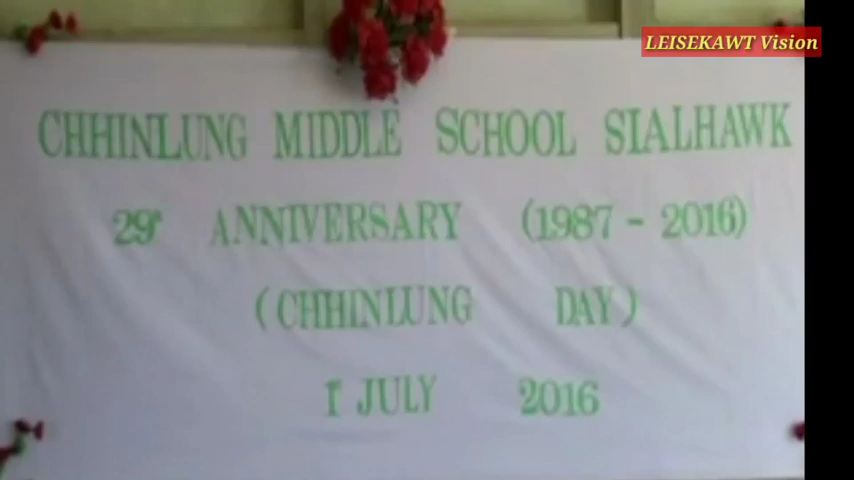 LEISEKAWT Vision
CHHINLUNG MIDDLE SCHOOL SIALHAWK
29th ANNIVERSARY (1987 - 2016)
(CHHINLUNG DAY)
1st JULY 2016